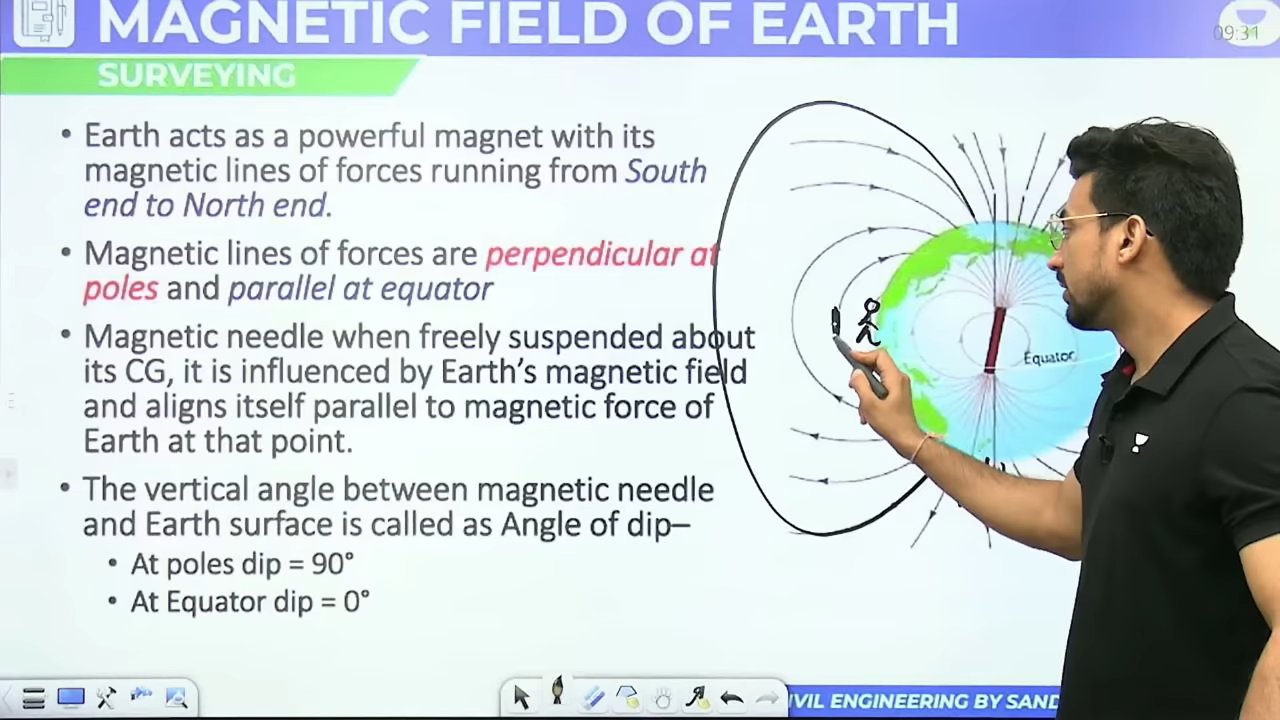 MAGNETIC FIELD OF EARTH
09:31
SURVEYING
• Earth acts as a powerful magnet with its
magnetic lines of forces running from South
end to North end.
• Magnetic lines of forces are perpendicular at
poles and parallel at equator
• Magnetic needle when freely suspended about
its CG, it is influenced by Earth's magnetic field
and aligns itself parallel to magnetic force of
Earth at that point.
• The vertical angle between magnetic needle
and Earth surface is called as Angle of dip–
• At poles dip = 90°
• At Equator dip = 0°
Equator
IVIL ENGINEERING BY SAND